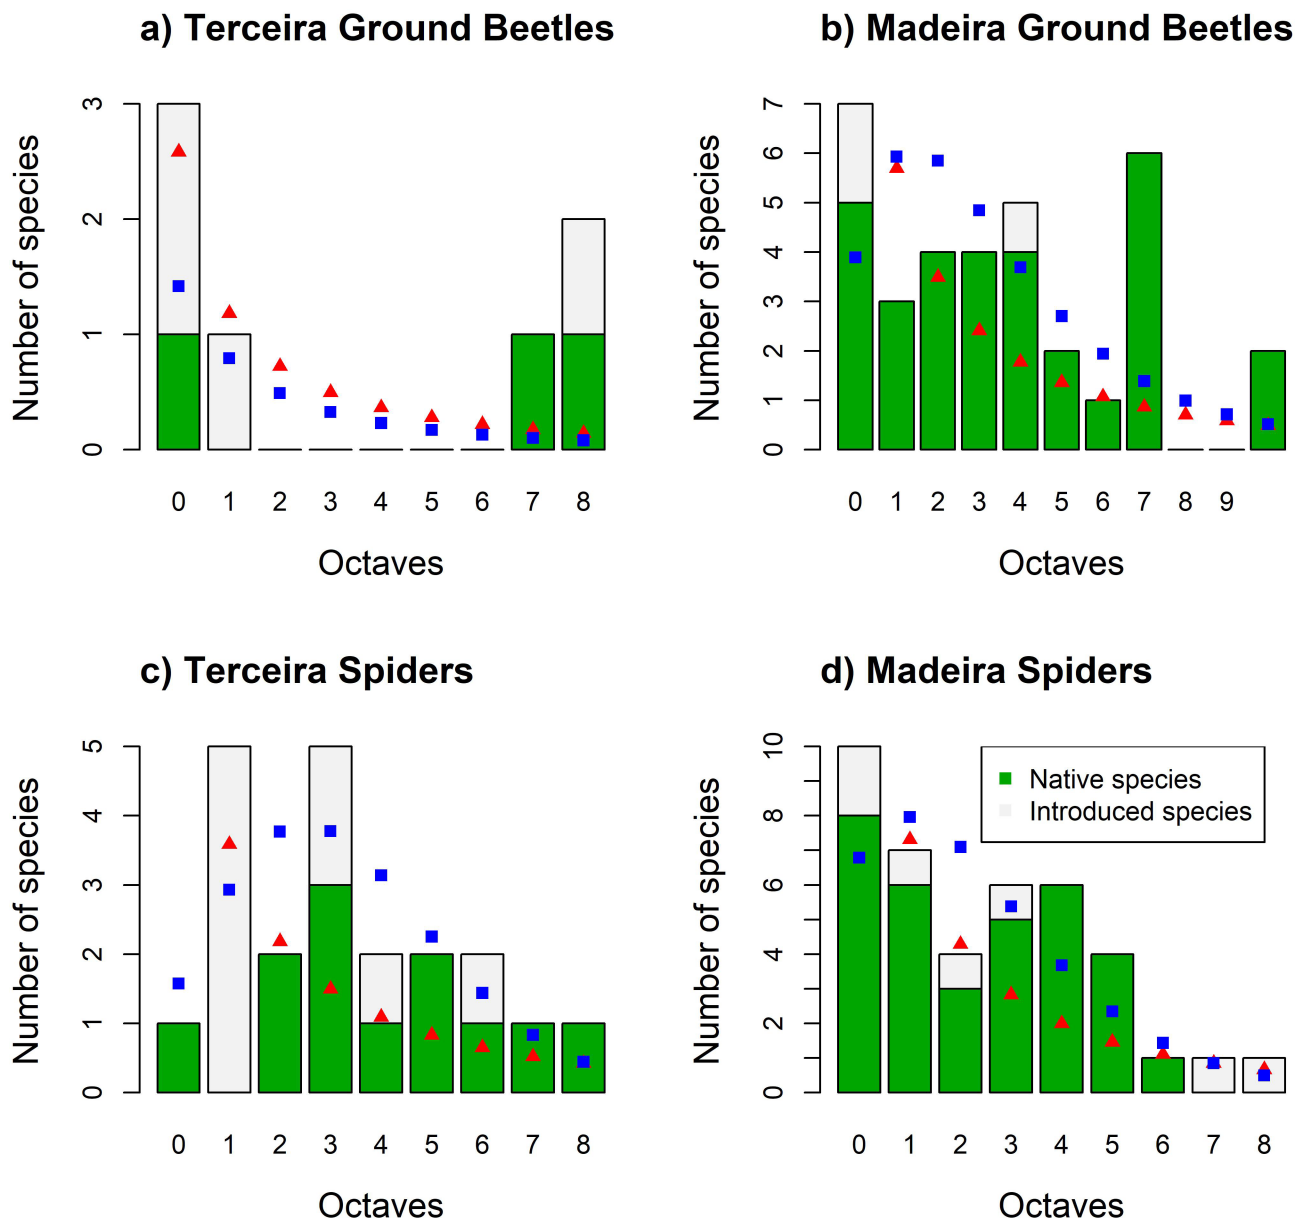 a) Terceira Ground Beetles
Number of species
0 1 2 3
0 1 2 3 4 5 6 7 8
Octaves
b) Madeira Ground Beetles
Number of species
0 1 2 3 4 5 6 7
0 1 2 3 4 5 6 7 8 9
Octaves
c) Terceira Spiders
Number of species
0 1 2 3 4 5
0 1 2 3 4 5 6 7 8
Octaves
d) Madeira Spiders
Number of species
0 2 4 6 8 10
Native species
Introduced species
0 1 2 3 4 5 6 7 8
Octaves